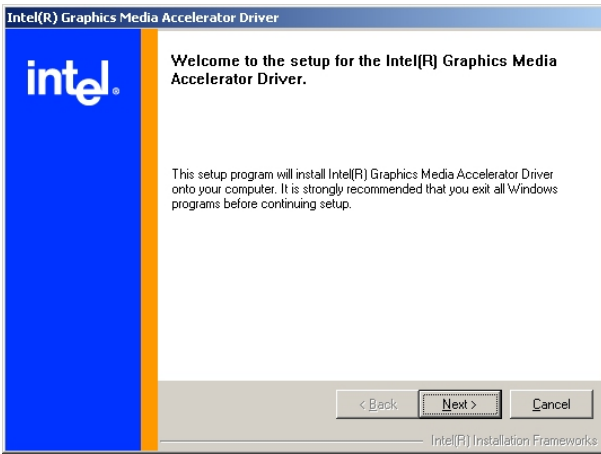 Intel(R) Graphics Media Accelerator Driver
intel®
Welcome to the setup for the Intel(R) Graphics Media
Accelerator Driver.
This setup program will install Intel(R) Graphics Media Accelerator Driver
onto your computer. It is strongly recommended that you exit all Windows
programs before continuing setup.
< Back Next > Cancel
Intel(R) Installation Frameworks